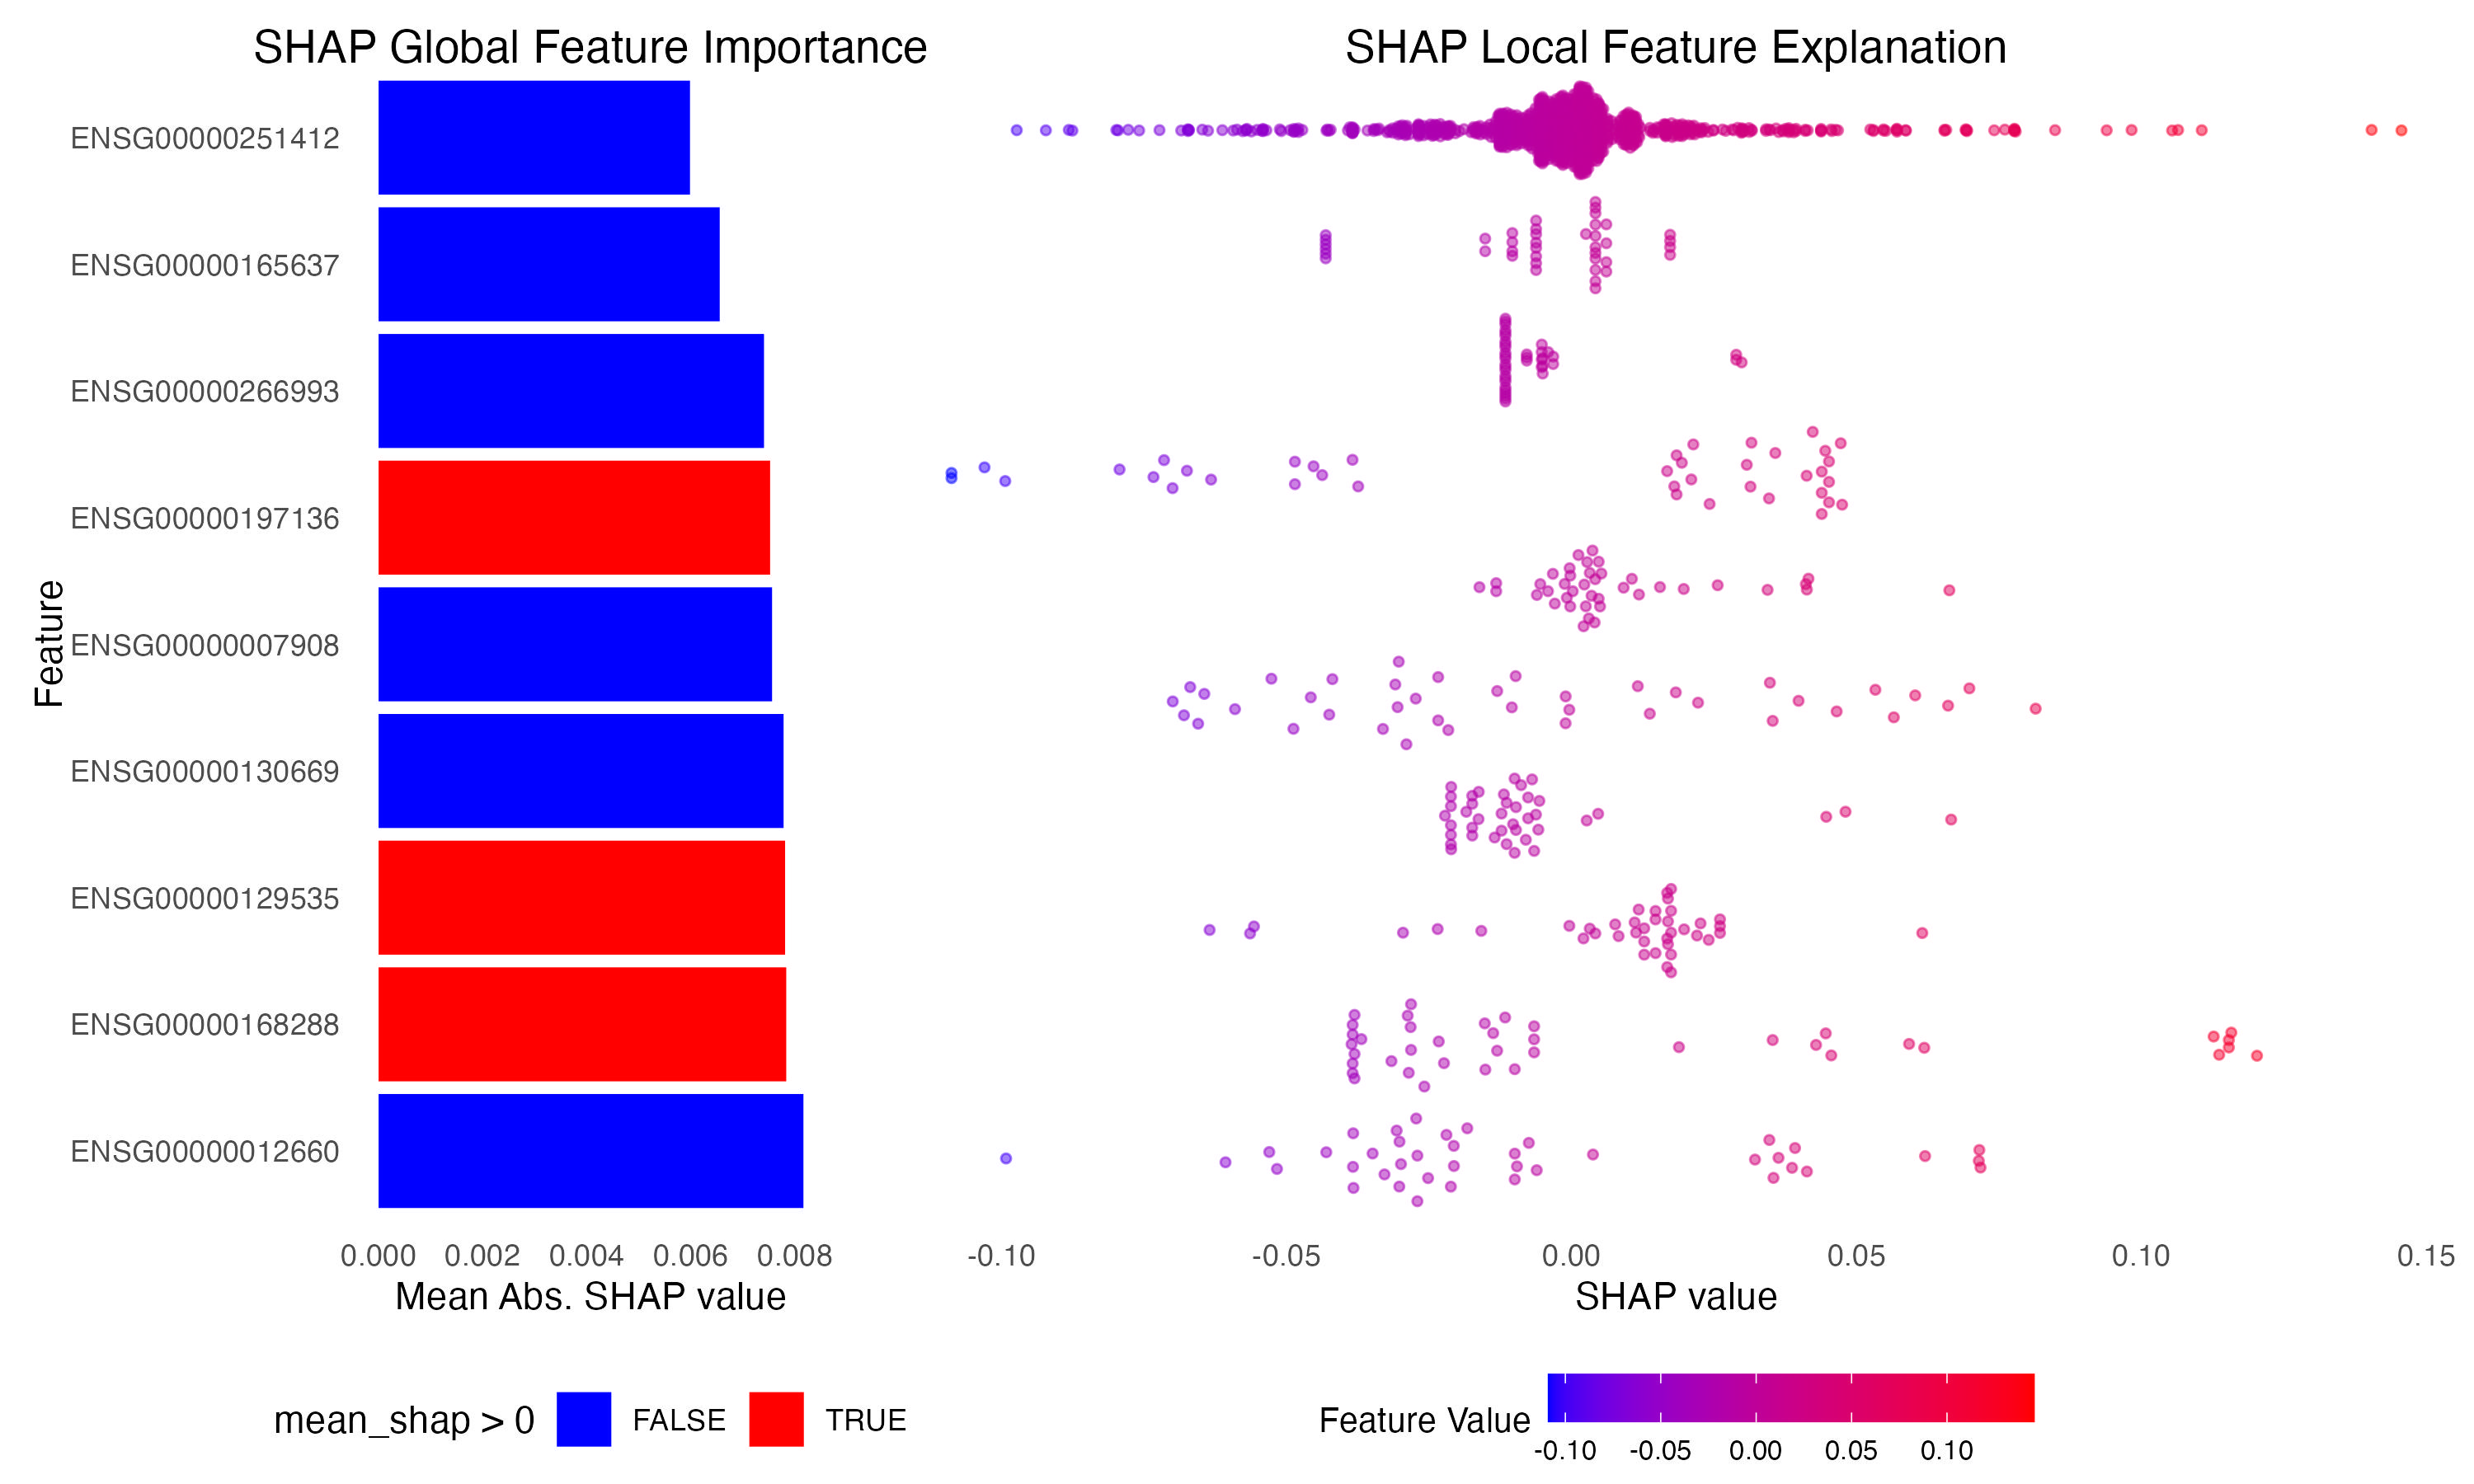 SHAP Global Feature Importance
SHAP Local Feature Explanation
Feature
ENSG00000251412
ENSG00000165637
ENSG00000266993
ENSG00000197136
ENSG00000007908
ENSG00000130669
ENSG00000129535
ENSG00000168288
ENSG00000012660
0.000 0.002 0.004 0.006 0.008
Mean Abs. SHAP value
-0.10 -0.05 0.00 0.05 0.10 0.15
SHAP value
mean_shap > 0 FALSE TRUE
Feature Value
-0.10 -0.05 0.00 0.05 0.10